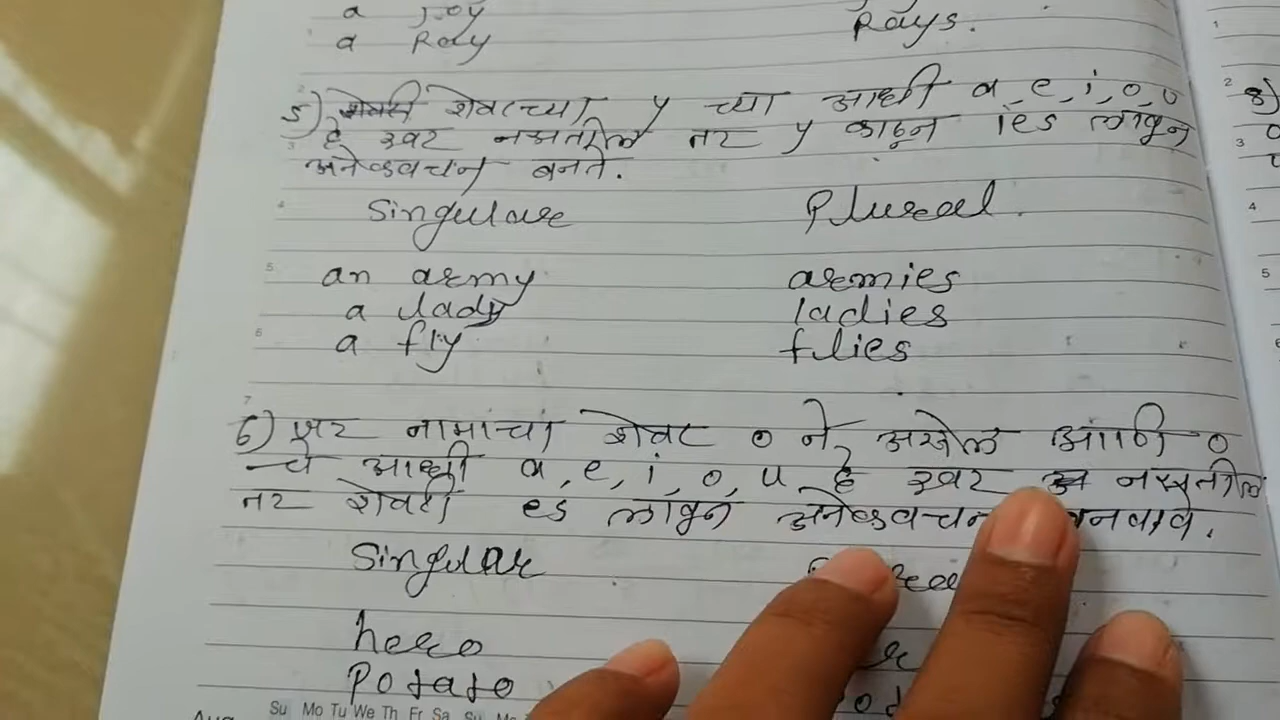 a Joy
a Ray Rays.
5) शेवटच्या y च्या आधी a, e, i, o, u
हे स्वर नसतील तर y काढून ies लावून
अनेकवचन बनते.
Singular Plural.
an army armies
a lady ladies
a fly flies
6) जर नामांचा शेवट o ने असेल आणि o
चे आधी a, e, i, o, u हे स्वर नसतील
तर शेवटी es लावून अनेकवचन बनवावे.
Singular
hero
Potato
Su Mo Tu We Th Fr Sa Su